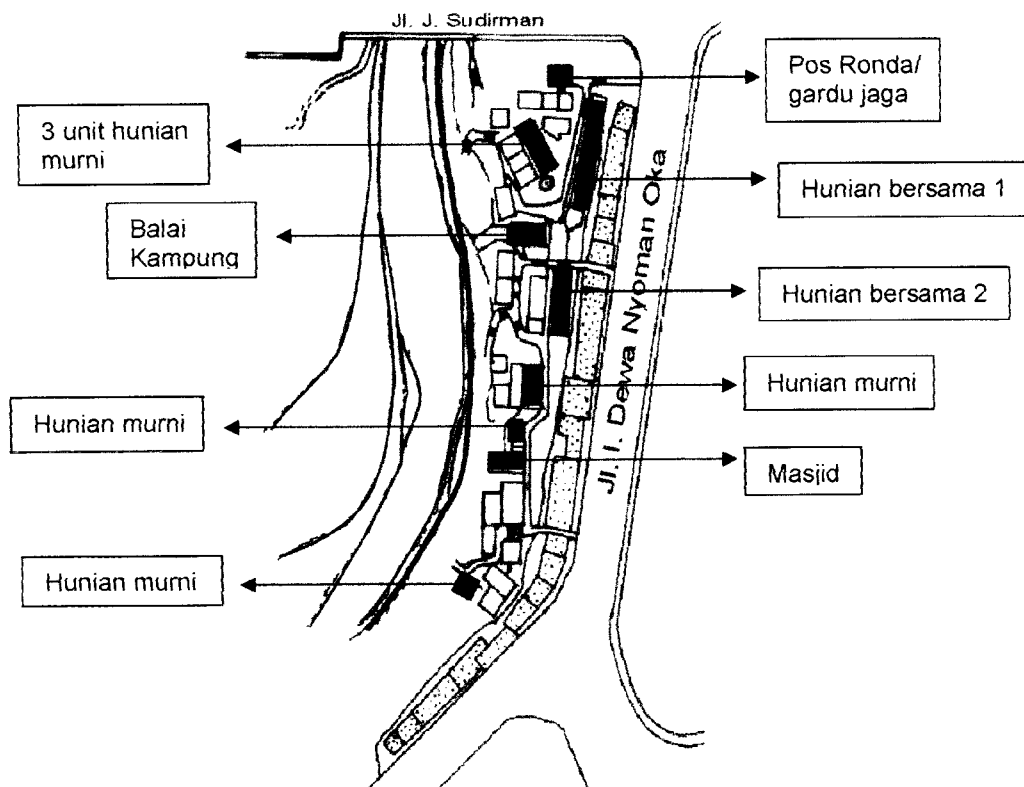 Jl. J. Sudirman
Pos Ronda/
gardu jaga
3 unit hunian
murni
Hunian bersama 1
Balai
Kampung
Hunian bersama 2
Jl. I. Dewa Nyoman Oka
Hunian murni
Hunian murni
Masjid
Hunian murni